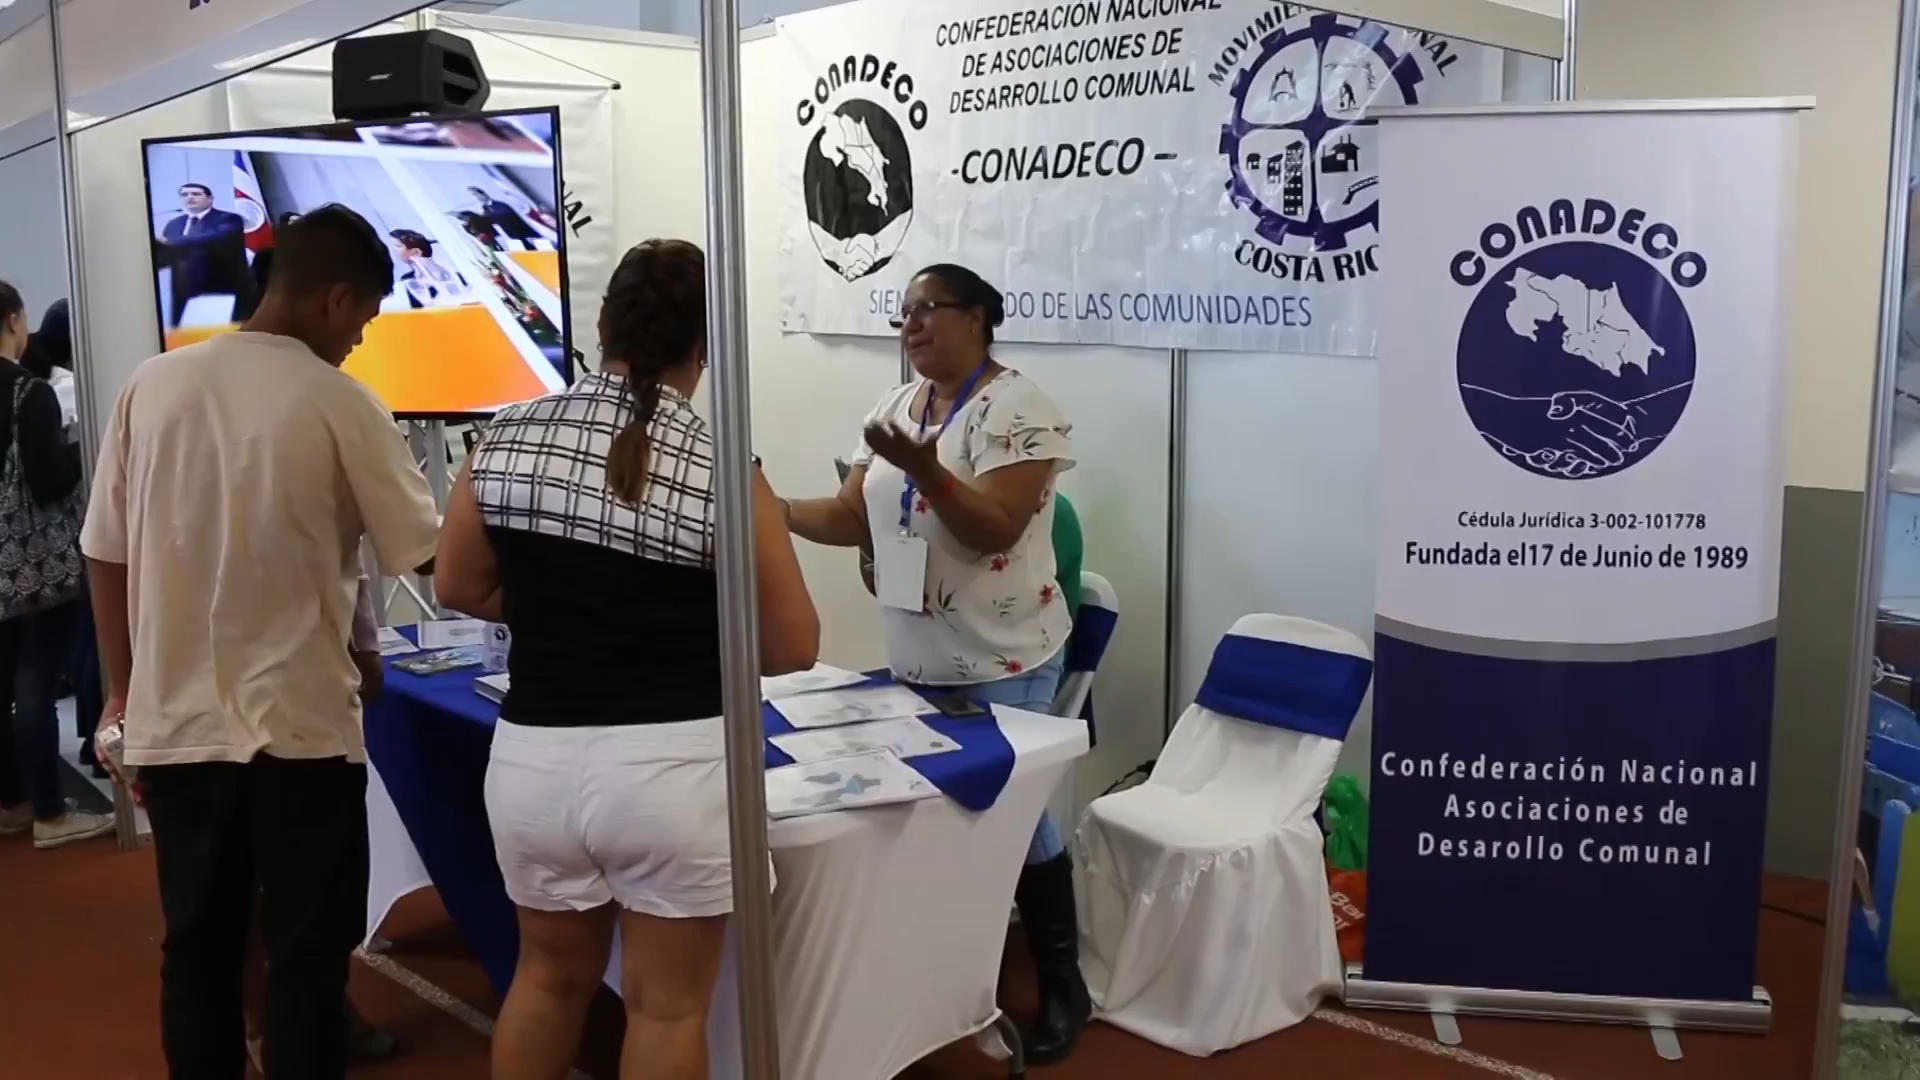 CONFEDERACIÓN NACIONAL
DE ASOCIACIONES DE
DESARROLLO COMUNAL
-CONADECO –
CONADECO
COSTA RIC
DO DE LAS COMUNIDADES
CONADECO
Cédula Jurídica 3-002-101778
Fundada el17 de Junio de 1989
Confederación Nacional
Asociaciones de
Desarollo Comunal